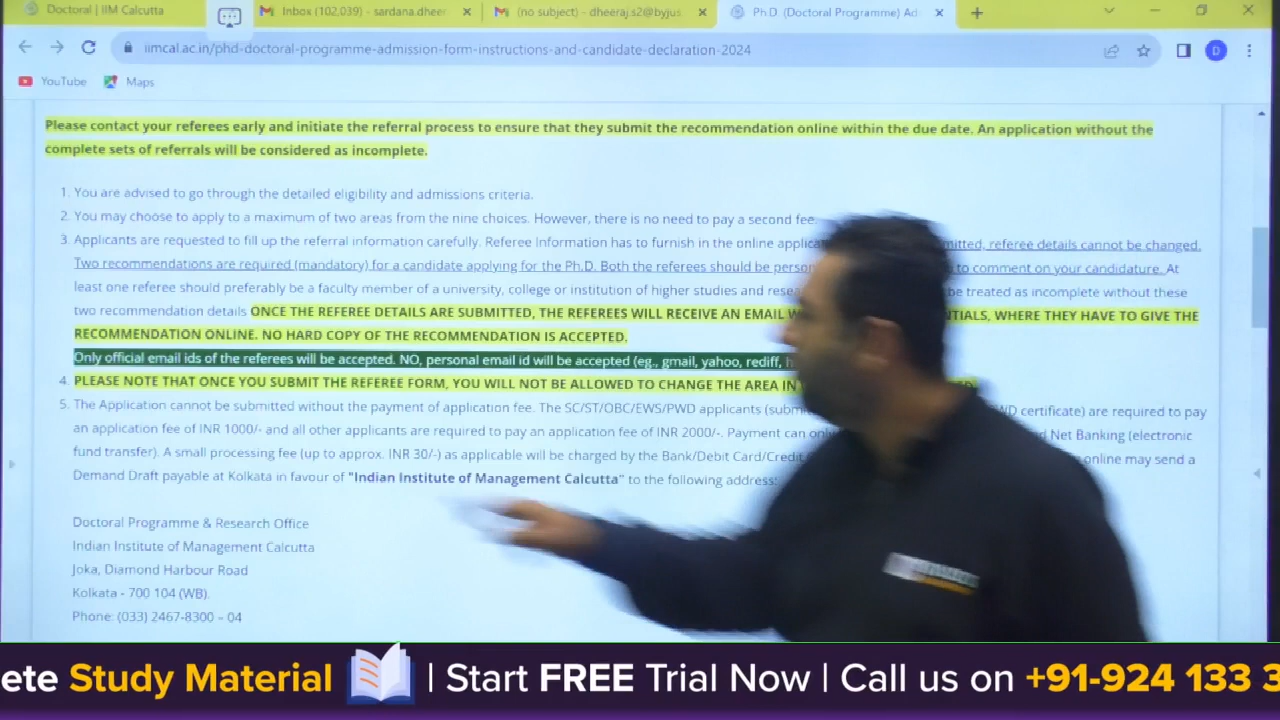 Doctoral | IIM Calcutta
Inbox (102,039) - sardana.dheer
(no subject) - dheeraj.s2@byjus
Ph.D. (Doctoral Programme) Ad
iimcal.ac.in/phd-doctoral-programme-admission-form-instructions-and-candidate-declaration-2024
D
YouTube
Maps
Please contact your referees early and initiate the referral process to ensure that they submit the recommendation online within the due date. An application without the
complete sets of referrals will be considered as incomplete.
1. You are advised to go through the detailed eligibility and admissions criteria.
2. You may choose to apply to a maximum of two areas from the nine choices. However, there is no need to pay a second fee.
3. Applicants are requested to fill up the referral information carefully. Referee Information has to furnish in the online applica mitted, referee details cannot be changed.
Two recommendations are required (mandatory) for a candidate applying for the Ph.D. Both the referees should be person to comment on your candidature. At
least one referee should preferably be a faculty member of a university, college or institution of higher studies and resea be treated as incomplete without these
two recommendation details ONCE THE REFEREE DETAILS ARE SUBMITTED, THE REFEREES WILL RECEIVE AN EMAIL W NTIALS, WHERE THEY HAVE TO GIVE THE
RECOMMENDATION ONLINE. NO HARD COPY OF THE RECOMMENDATION IS ACCEPTED.
Only official email ids of the referees will be accepted. NO, personal email id will be accepted (eg., gmail, yahoo, rediff, h
4. PLEASE NOTE THAT ONCE YOU SUBMIT THE REFEREE FORM, YOU WILL NOT BE ALLOWED TO CHANGE THE AREA IN
5. The Application cannot be submitted without the payment of application fee. The SC/ST/OBC/EWS/PWD applicants (subm WD certificate) are required to pay
an application fee of INR 1000/- and all other applicants are required to pay an application fee of INR 2000/-. Payment can only d Net Banking (electronic
fund transfer). A small processing fee (up to approx. INR 30/-) as applicable will be charged by the Bank/Debit Card/Credit online may send a
Demand Draft payable at Kolkata in favour of "Indian Institute of Management Calcutta" to the following address:
Doctoral Programme & Research Office
Indian Institute of Management Calcutta
Joka, Diamond Harbour Road
Kolkata - 700 104 (WB).
Phone: (033) 2467-8300 - 04
ete Study Material | Start FREE Trial Now | Call us on +91-924 133 3